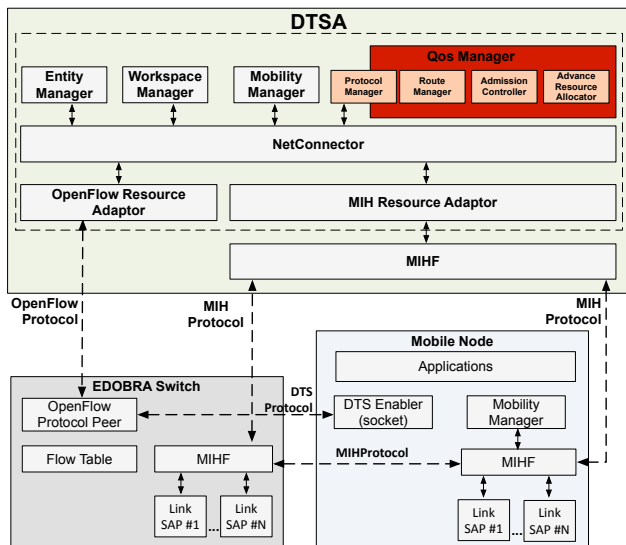 DTSA
Qos Manager
Entity
Manager
Workspace
Manager
Mobility
Manager
Protocol
Manager
Route
Manager
Admission
Controller
Advance
Resource
Allocator
NetConnector
OpenFlow Resource
Adaptor
MIH Resource Adaptor
MIHF
OpenFlow
Protocol
MIH
Protocol
MIH
Protocol
Mobile Node
Applications
EDOBRA Switch
DTS
Protocol
OpenFlow
Protocol Peer
DTS Enabler
(socket)
Mobility
Manager
Flow Table
MIHF
MIHProtocol
MIHF
Link
SAP #1
...
Link
SAP #N
Link
SAP #1
...
Link
SAP #N